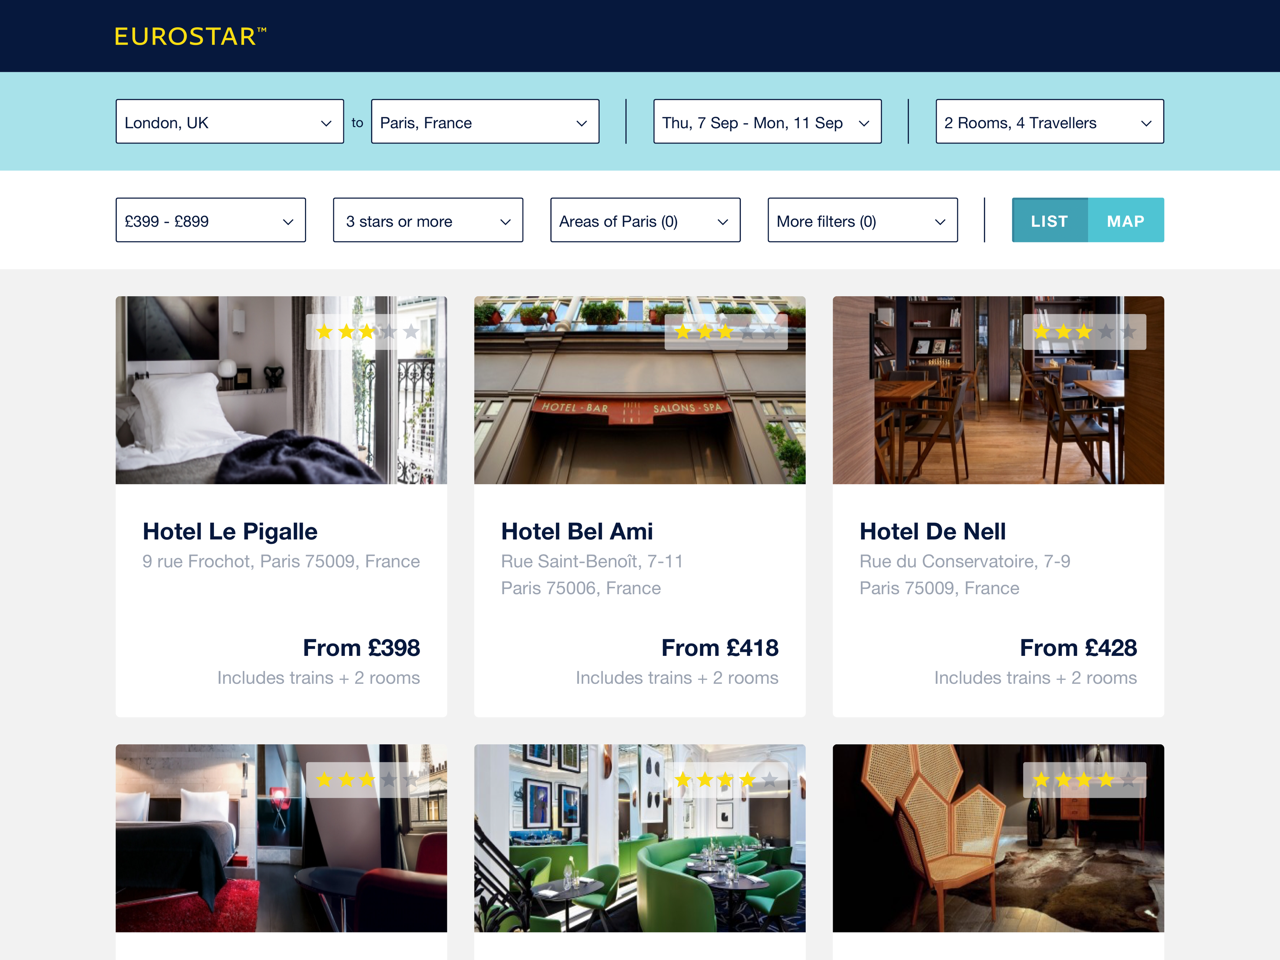 EUROSTAR™
London, UK to Paris, France Thu, 7 Sep - Mon, 11 Sep 2 Rooms, 4 Travellers
£399 - £899 3 stars or more Areas of Paris (0) More filters (0) LIST MAP
HOTEL - BAR SALONS - SPA
Hotel Le Pigalle
9 rue Frochot, Paris 75009, France
From £398
Includes trains + 2 rooms
Hotel Bel Ami
Rue Saint-Benoît, 7-11
Paris 75006, France
From £418
Includes trains + 2 rooms
Hotel De Nell
Rue du Conservatoire, 7-9
Paris 75009, France
From £428
Includes trains + 2 rooms